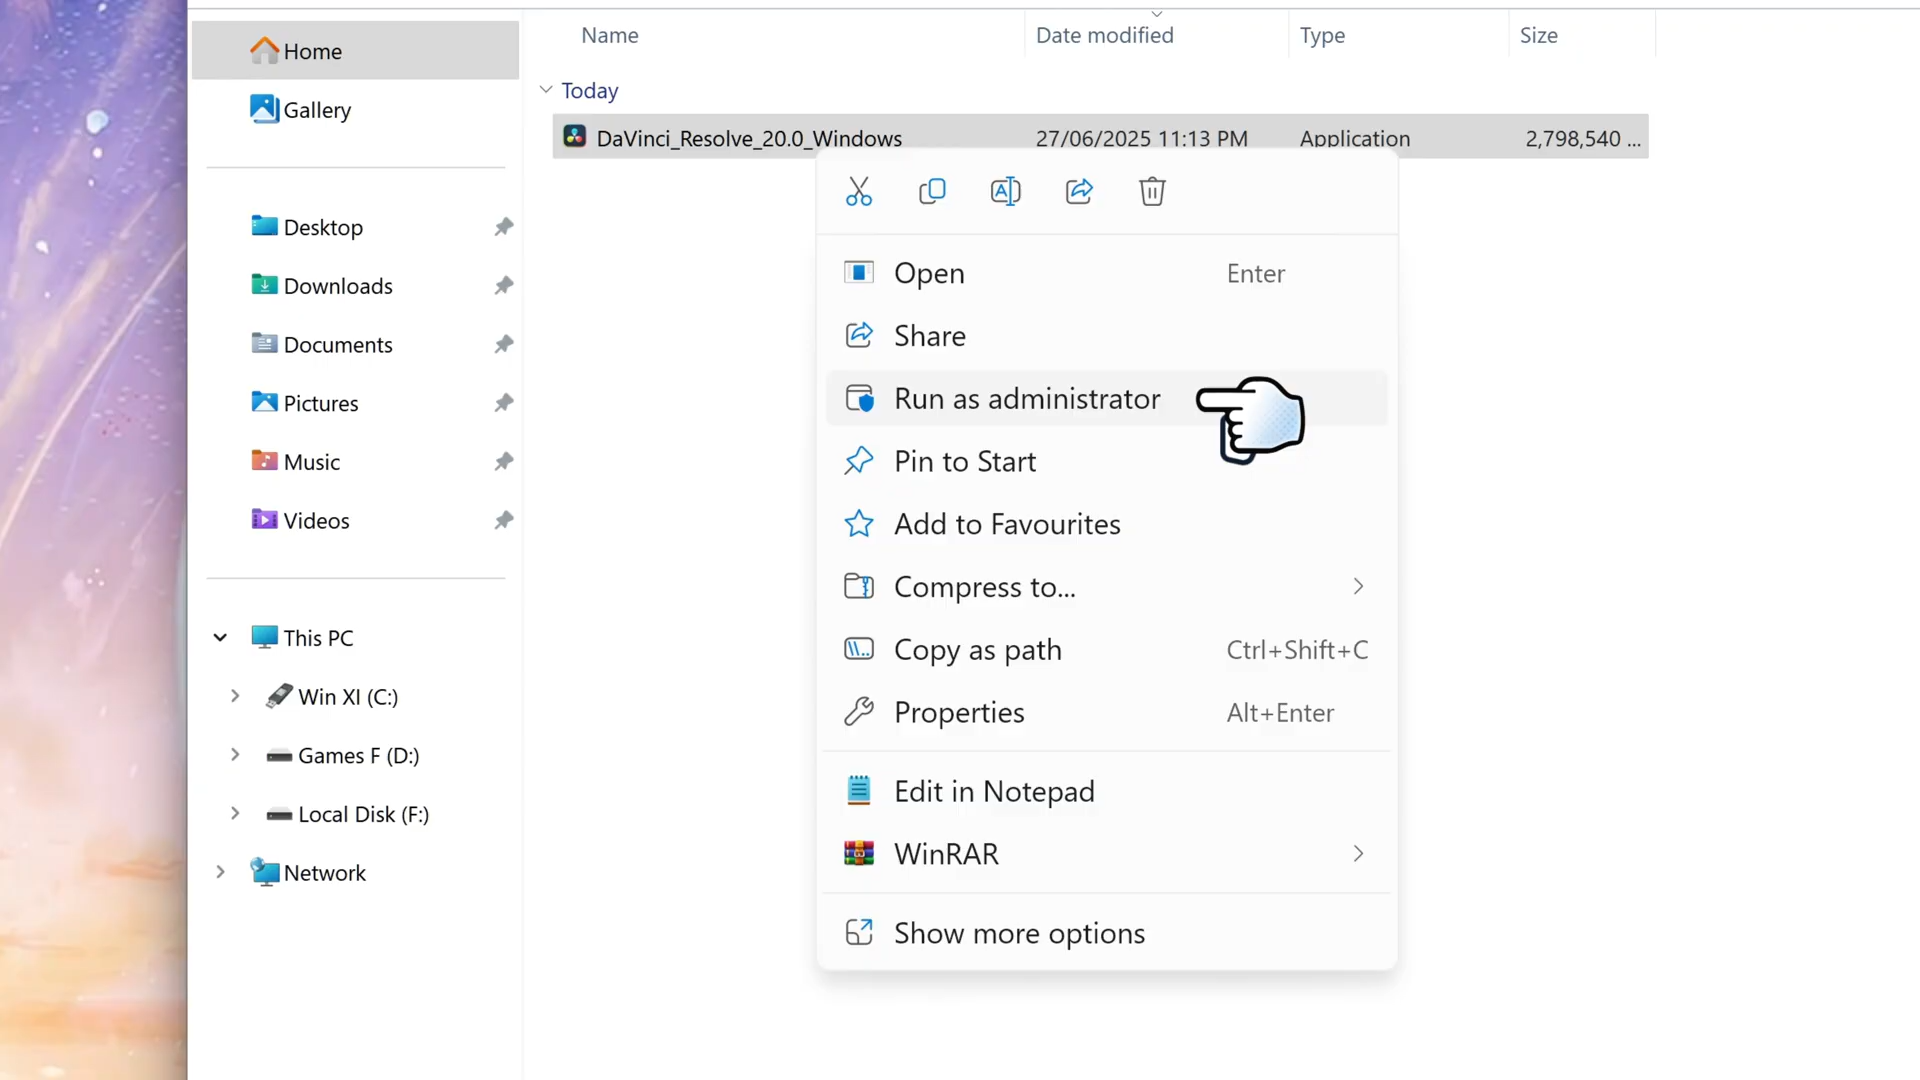 Name Date modified Type Size
Home
Gallery
Desktop
Downloads
Documents
Pictures
Music
Videos
This PC
Win XI (C:)
Games F (D:)
Local Disk (F:)
Network
Today
DaVinci_Resolve_20.0_Windows 27/06/2025 11:13 PM Application 2,798,540 ...
Open Enter
Share
Run as administrator
Pin to Start
Add to Favourites
Compress to...
Copy as path Ctrl+Shift+C
Properties Alt+Enter
Edit in Notepad
WinRAR
Show more options